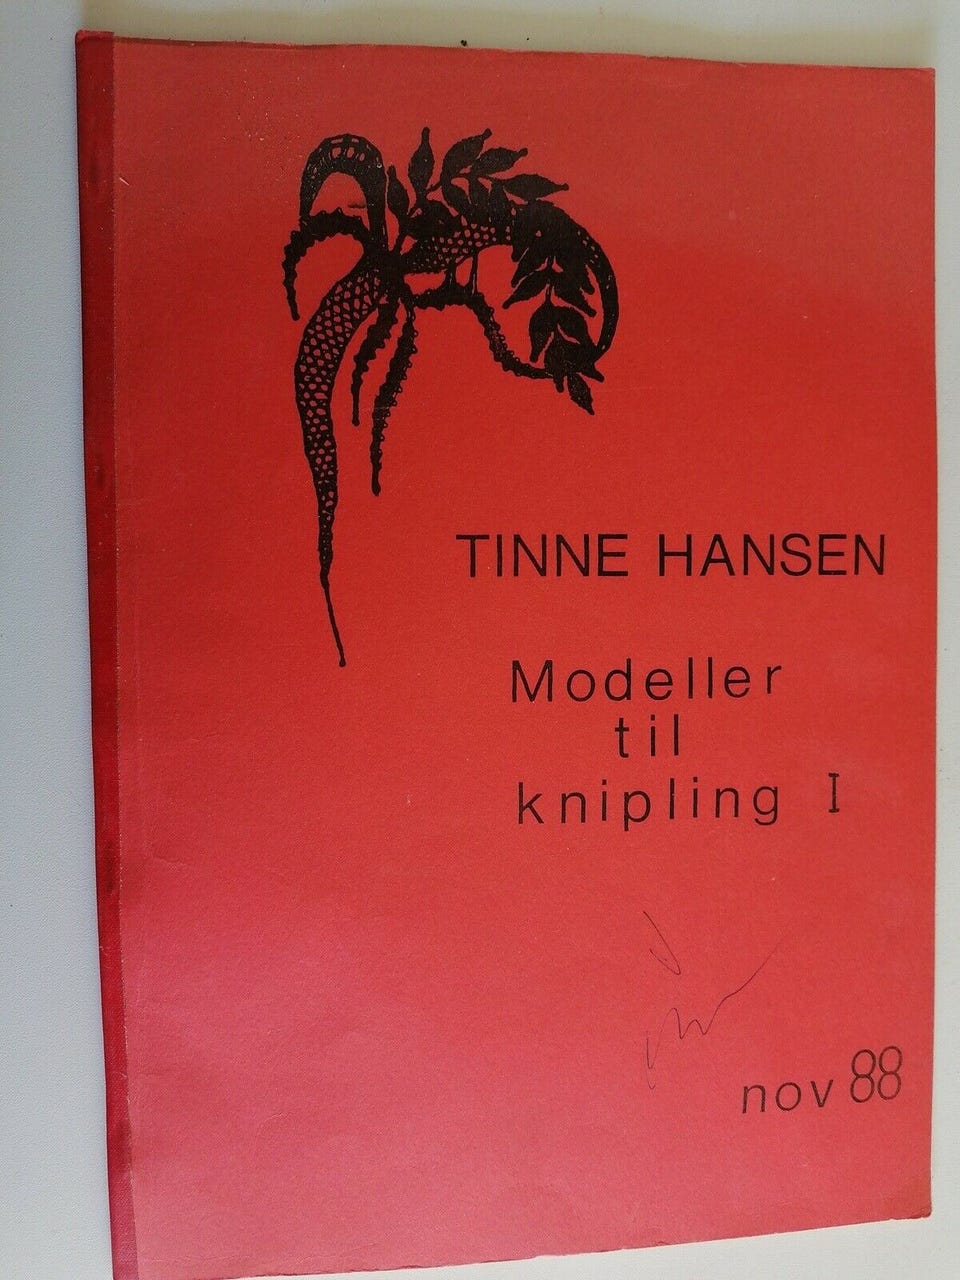 TINNE HANSEN
Modeller
til
knipling I
nov 88